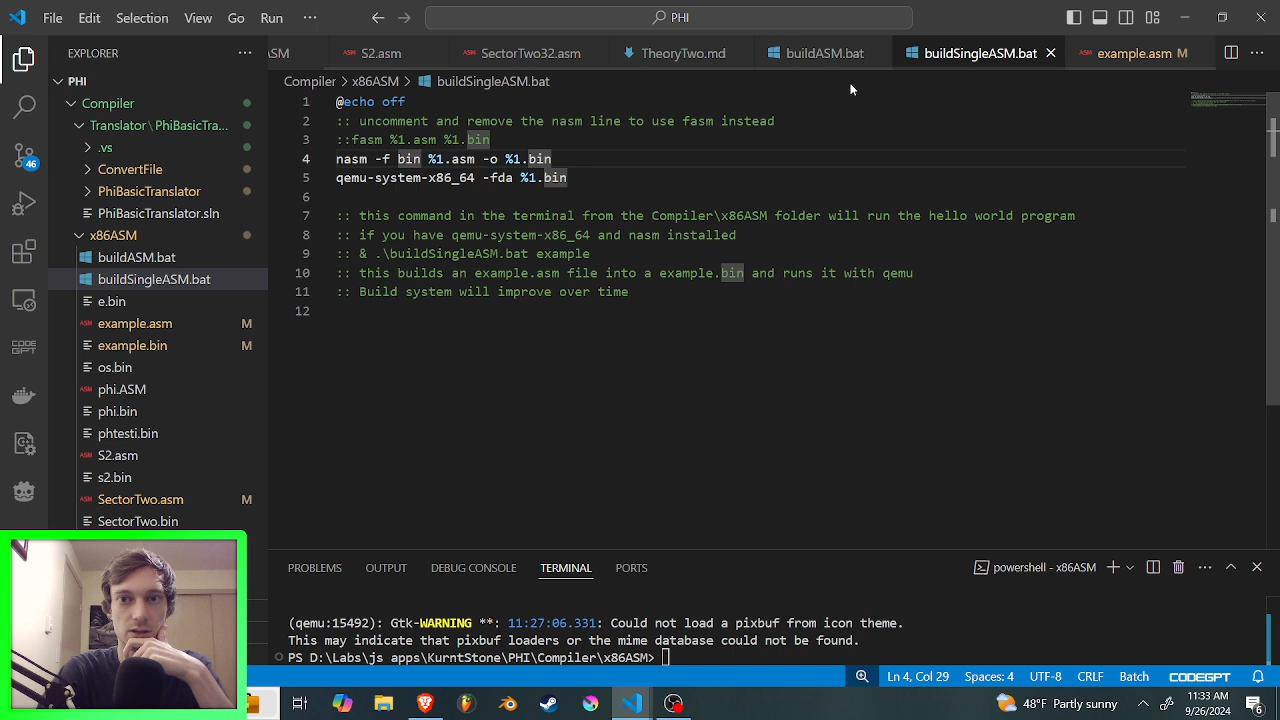 File Edit Selection View Go Run ···
PHI
EXPLORER
ASM S2.asm SectorTwo32.asm TheoryTwo.md buildASM.bat buildSingleASM.bat example.asm M
PHI
Compiler > x86ASM > buildSingleASM.bat
Compiler
Translator\PhiBasicTra...
.vs
ConvertFile
PhiBasicTranslator
PhiBasicTranslator.sln
x86ASM
buildASM.bat
buildSingleASM.bat
e.bin
example.asm M
example.bin M
os.bin
phi.ASM
phi.bin
phtesti.bin
S2.asm
s2.bin
SectorTwo.asm M
SectorTwo.bin
46
CODE
GPT
1 @echo off
2 :: uncomment and remove the nasm line to use fasm instead
3 ::fasm %1.asm %1.bin
4 nasm -f bin %1.asm -o %1.bin
5 qemu-system-x86_64 -fda %1.bin
6
7 :: this command in the terminal from the Compiler\x86ASM folder will run the hello world program
8 :: if you have qemu-system-x86_64 and nasm installed
9 :: & .\buildSingleASM.bat example
10 :: this builds an example.asm file into a example.bin and runs it with qemu
11 :: Build system will improve over time
12
PROBLEMS OUTPUT DEBUG CONSOLE TERMINAL PORTS powershell - x86ASM
(qemu:15492): Gtk-WARNING **: 11:27:06.331: Could not load a pixbuf from icon theme.
This may indicate that pixbuf loaders or the mime database could not be found.
PS D:\Labs\js apps\KurntStone\PHI\Compiler\x86ASM>
Ln 4, Col 29 Spaces: 4 UTF-8 CRLF Batch CODEGPT
48°F Partly sunny
11:33 AM
9/26/2024
6